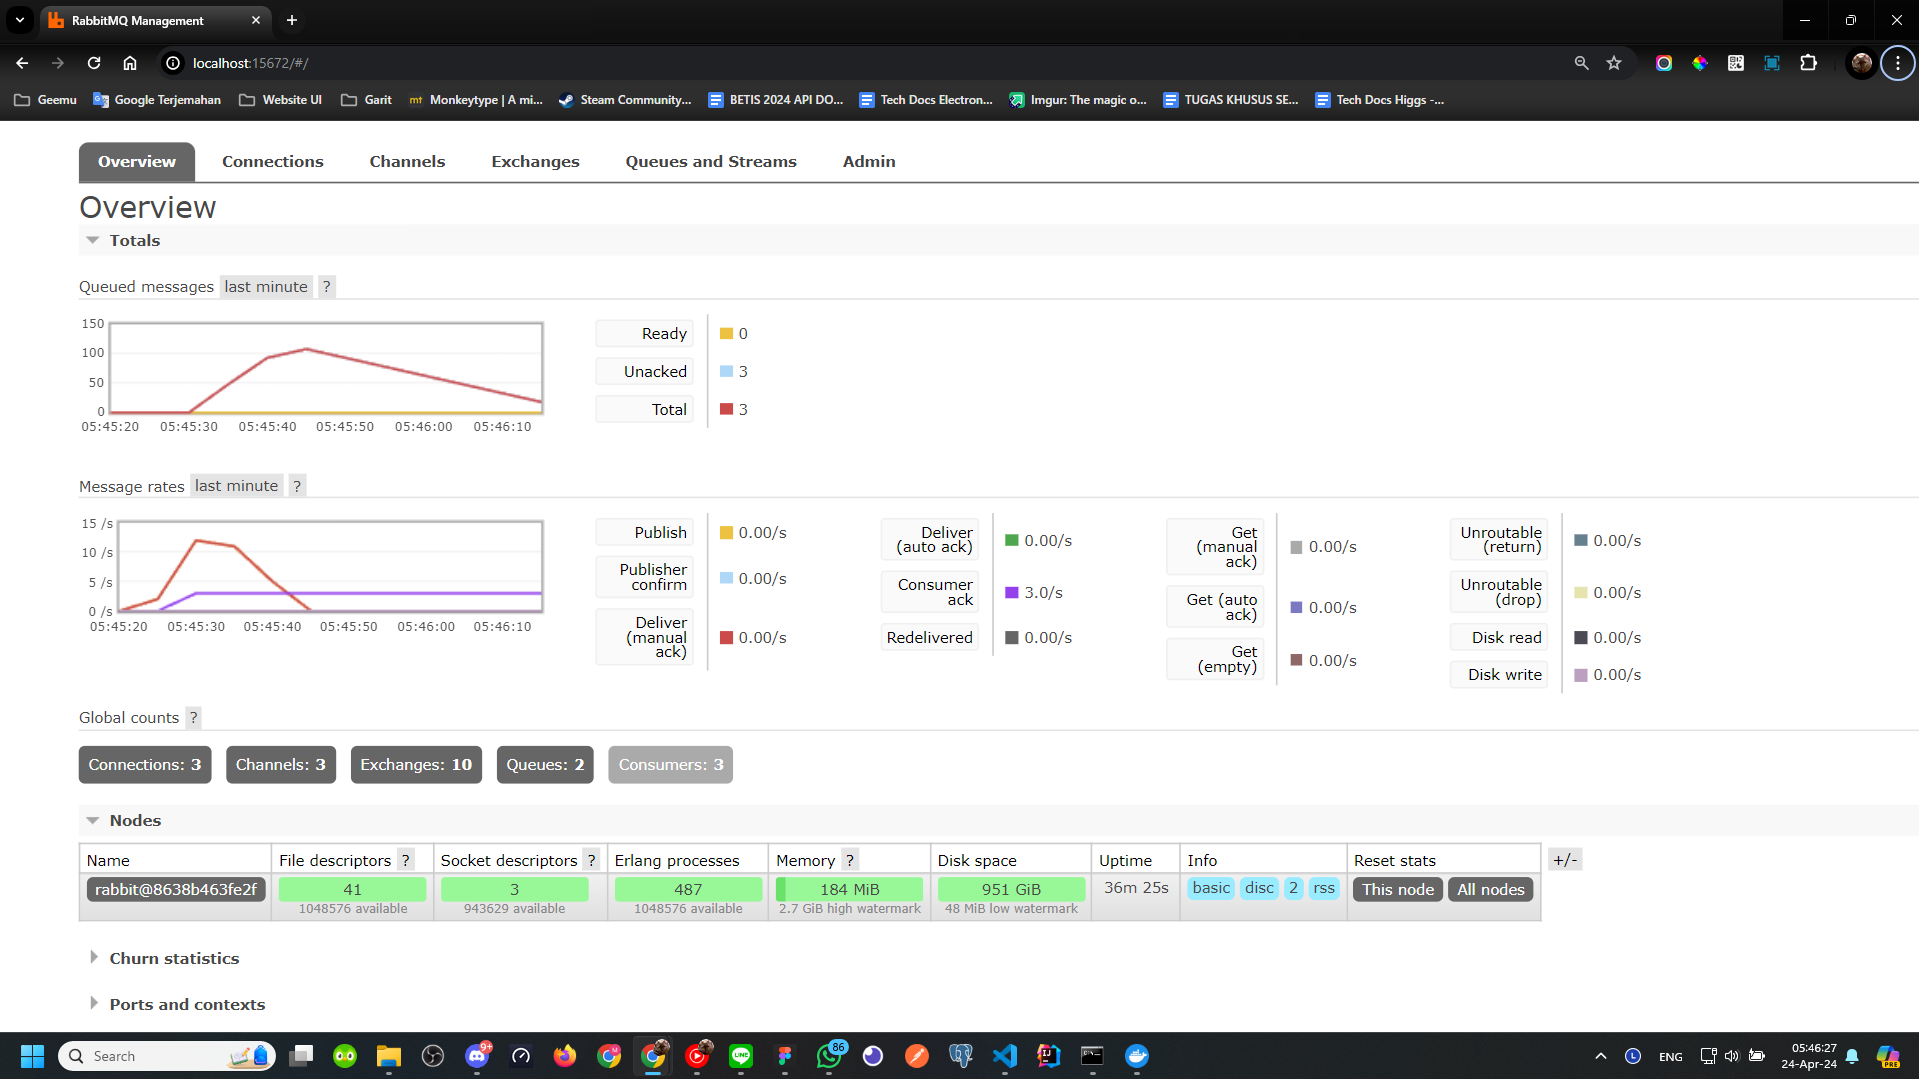 RabbitMQ Management
localhost:15672/#/
Geemu
Google Terjemahan
Website UI
Garit
Monkeytype | A mi...
Steam Community...
BETIS 2024 API DO...
Tech Docs Electron...
Imgur: The magic o...
TUGAS KHUSUS SE...
Tech Docs Higgs -...
Overview
Connections
Channels
Exchanges
Queues and Streams
Admin
Overview
Totals
Queued messages last minute ?
150
100
50
0
05:45:20 05:45:30 05:45:40 05:45:50 05:46:00 05:46:10
Ready 0
Unacked 3
Total 3
Message rates last minute ?
15 /s
10 /s
5 /s
0 /s
05:45:20 05:45:30 05:45:40 05:45:50 05:46:00 05:46:10
Publish 0.00/s
Publisher
confirm 0.00/s
Deliver
(manual
ack) 0.00/s
Deliver
(auto ack) 0.00/s
Consumer
ack 3.0/s
Redelivered 0.00/s
Get
(manual
ack) 0.00/s
Get (auto
ack) 0.00/s
Get
(empty) 0.00/s
Unroutable
(return) 0.00/s
Unroutable
(drop) 0.00/s
Disk read 0.00/s
Disk write 0.00/s
Global counts ?
Connections: 3 Channels: 3 Exchanges: 10 Queues: 2 Consumers: 3
Nodes
Name File descriptors ? Socket descriptors ? Erlang processes Memory ? Disk space Uptime Info Reset stats +/-
rabbit@8638b463fe2f 41 3 487 184 MiB 951 GiB 36m 25s basic disc 2 rss This node All nodes
1048576 available 943629 available 1048576 available 2.7 GiB high watermark 48 MiB low watermark
Churn statistics
Ports and contexts
Search
9+
86
ENG
05:46:27
24-Apr-24
PRE